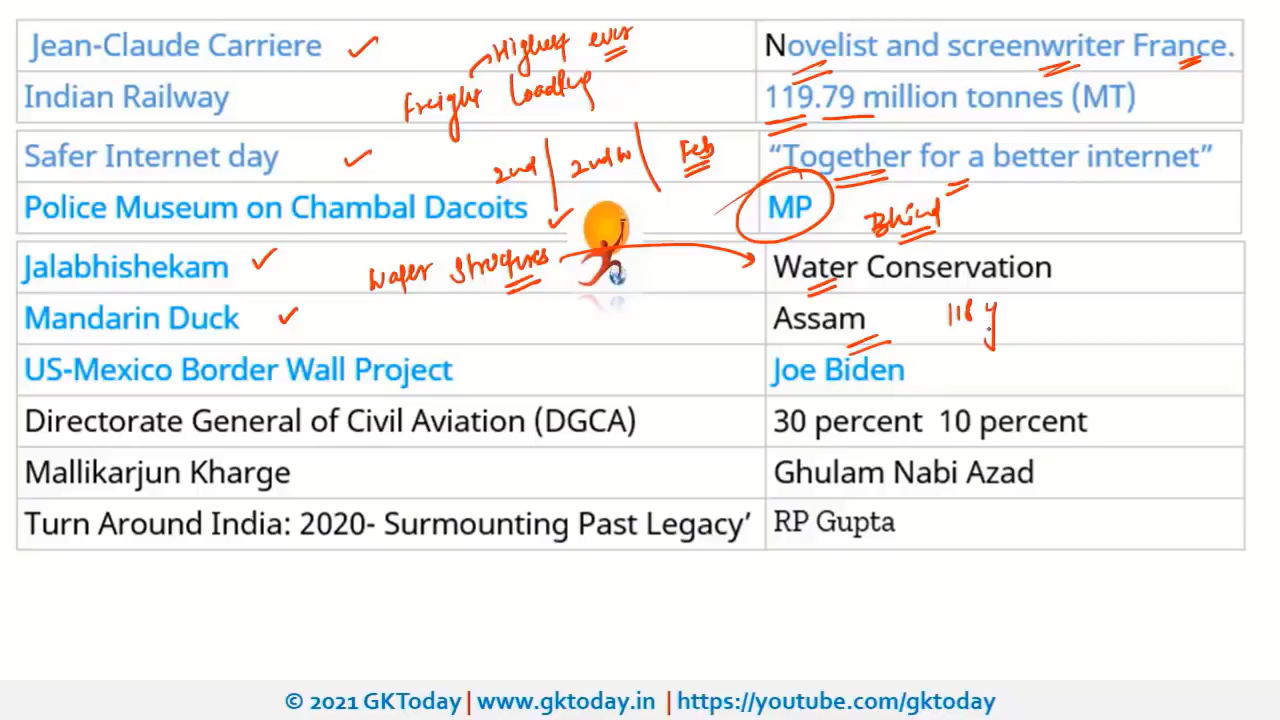 Jean-Claude Carriere Novelist and screenwriter France.
Highest ever
Indian Railway 119.79 million tonnes (MT)
Freight Loading
Safer Internet day “Together for a better internet”
2nd 2nd W Feb
Police Museum on Chambal Dacoits MP
Bhind
Jalabhishekam Water Conservation
Water Structures
Mandarin Duck Assam
118 y
US-Mexico Border Wall Project Joe Biden
Directorate General of Civil Aviation (DGCA) 30 percent 10 percent
Mallikarjun Kharge Ghulam Nabi Azad
Turn Around India: 2020- Surmounting Past Legacy’ RP Gupta
© 2021 GKToday | www.gktoday.in | https://youtube.com/gktoday